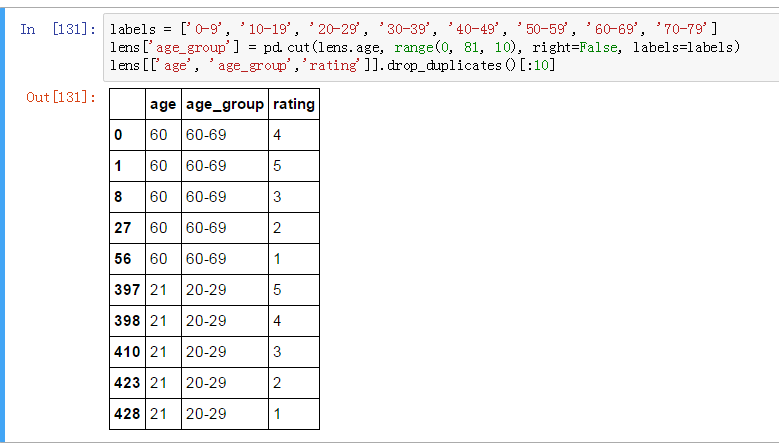 In [131]: labels = ['0-9', '10-19', '20-29', '30-39', '40-49', '50-59', '60-69', '70-79']
lens['age_group'] = pd.cut(lens.age, range(0, 81, 10), right=False, labels=labels)
lens[['age', 'age_group','rating']].drop_duplicates()[:10]
Out[131]:
age age_group rating
0 60 60-69 4
1 60 60-69 5
8 60 60-69 3
27 60 60-69 2
56 60 60-69 1
397 21 20-29 5
398 21 20-29 4
410 21 20-29 3
423 21 20-29 2
428 21 20-29 1